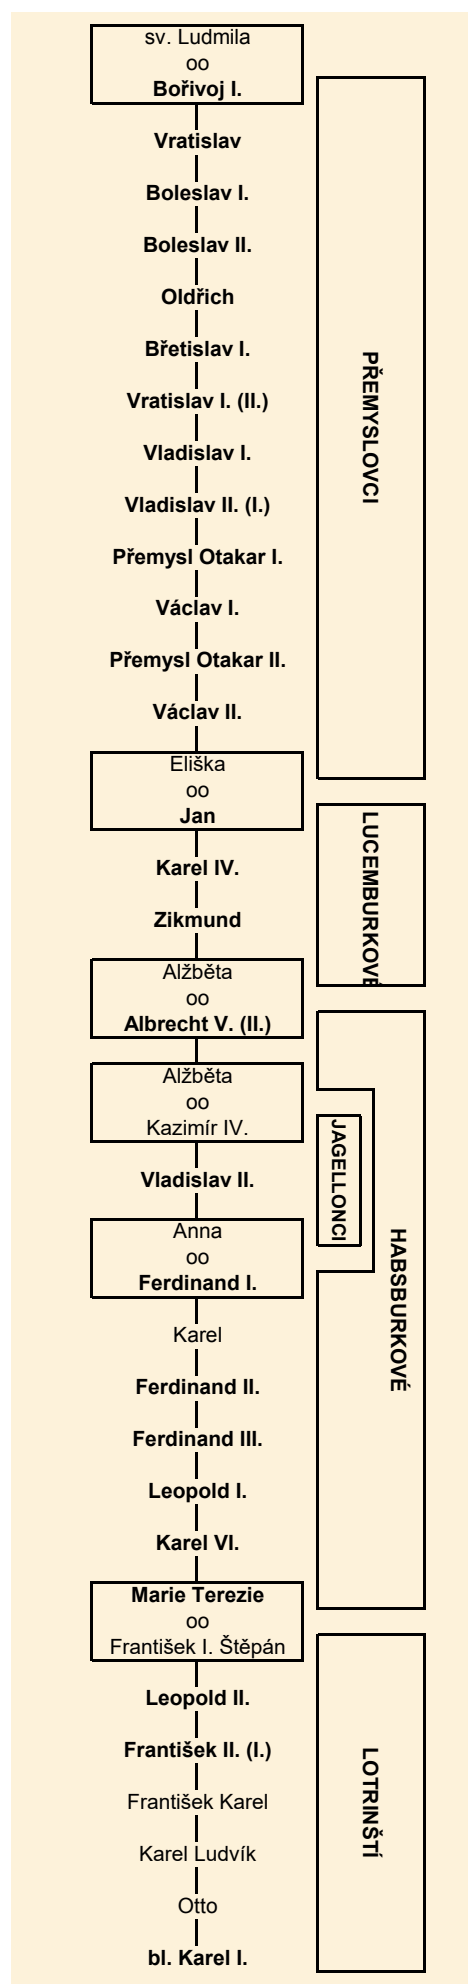 sv. Ludmila
oo
Bořivoj I.
Vratislav
Boleslav I.
Boleslav II.
Oldřich
Břetislav I.
Vratislav I. (II.)
Vladislav I.
Vladislav II. (I.)
Přemysl Otakar I.
Václav I.
Přemysl Otakar II.
Václav II.
Eliška
oo
Jan
Karel IV.
Zikmund
Alžběta
oo
Albrecht V. (II.)
Alžběta
oo
Kazimír IV.
Vladislav II.
Anna
oo
Ferdinand I.
Karel
Ferdinand II.
Ferdinand III.
Leopold I.
Karel VI.
Marie Terezie
oo
František I. Štěpán
Leopold II.
František II. (I.)
František Karel
Karel Ludvík
Otto
bl. Karel I.
PŘEMYSLOVCI
LUCEMBURKOVÉ
JAGELLONCI
HABSBURKOVÉ
LOTRINŠTÍ